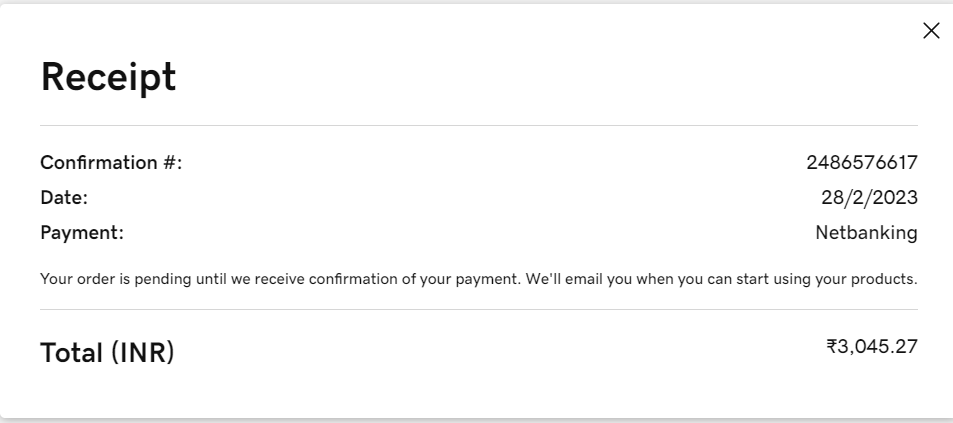 Receipt
Confirmation #: 2486576617
Date: 28/2/2023
Payment: Netbanking
Your order is pending until we receive confirmation of your payment. We'll email you when you can start using your products.
Total (INR) ₹3,045.27